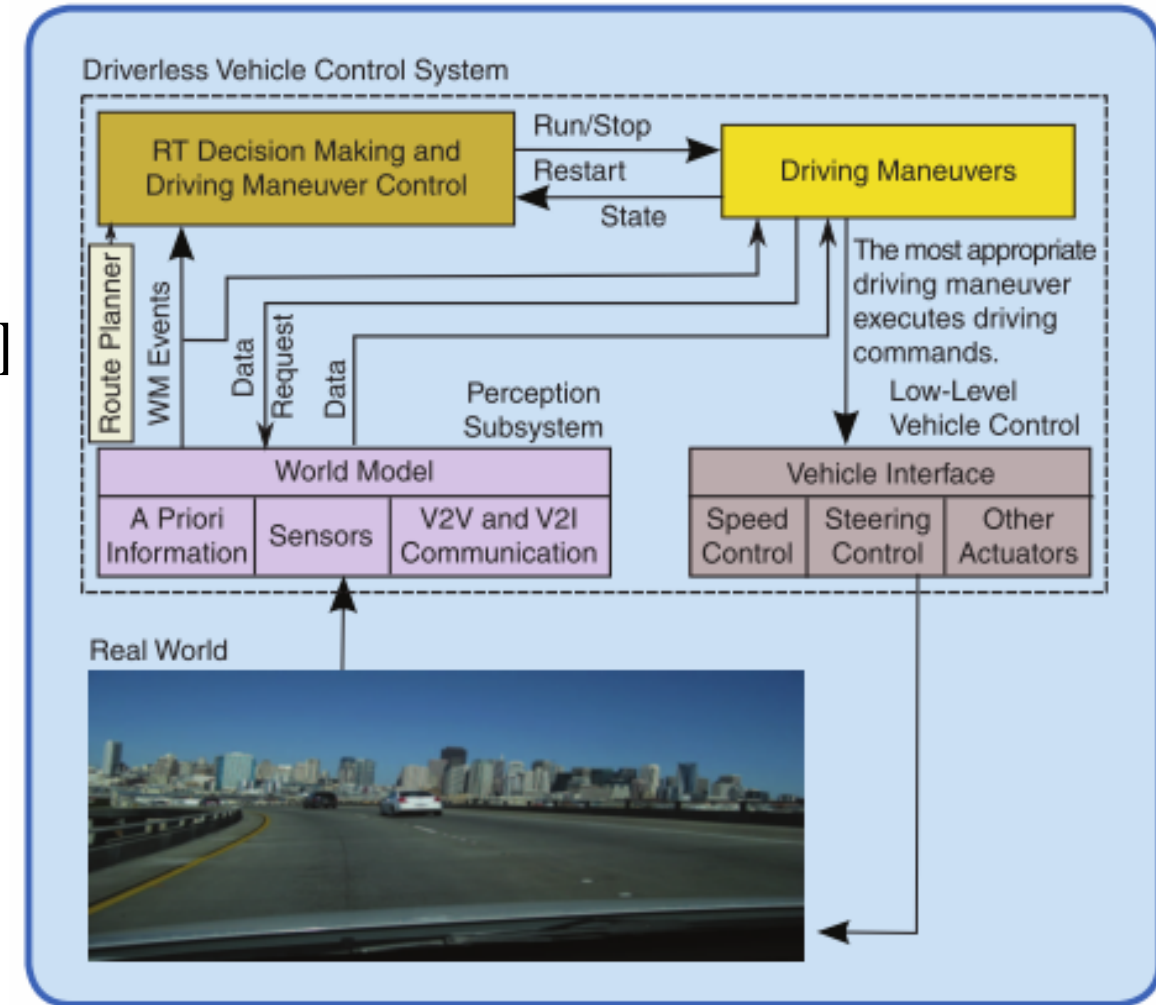 Driverless Vehicle Control System
RT Decision Making and
Driving Maneuver Control
Run/Stop
Restart
State
Driving Maneuvers
Route Planner
WM Events
Data
Request
Data
The most appropriate
driving maneuver
executes driving
commands.
Perception
Subsystem
Low-Level
Vehicle Control
World Model
A Priori
Information
Sensors
V2V and V2I
Communication
Vehicle Interface
Speed
Control
Steering
Control
Other
Actuators
Real World
]